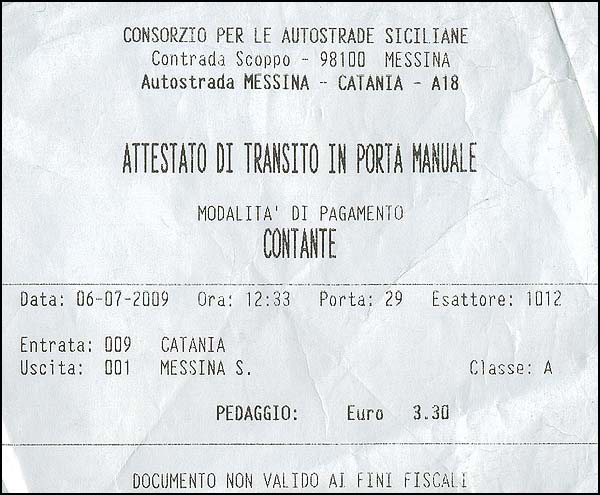 CONSORZIO PER LE AUTOSTRADE SICILIANE
Contrada Scoppo - 98100 MESSINA
Autostrada MESSINA - CATANIA - A18
ATTESTATO DI TRANSITO IN PORTA MANUALE
MODALITA' DI PAGAMENTO
CONTANTE
Data: 06-07-2009 Ora: 12:33 Porta: 29 Esattore: 1012
Entrata: 009 CATANIA
Uscita: 001 MESSINA S. Classe: A
PEDAGGIO: Euro 3.30
DOCUMENTO NON VALIDO AI FINI FISCALI